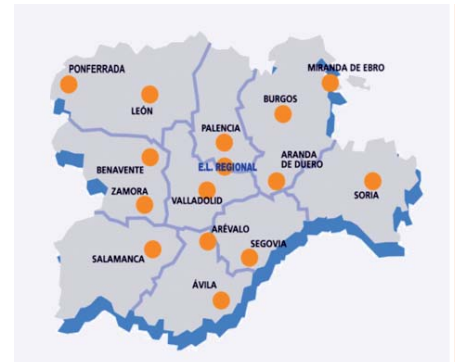 PONFERRADA
MIRANDA DE EBRO
LEÓN
BURGOS
PALENCIA
E.L. REGIONAL
ARANDA
DE DUERO
BENAVENTE
ZAMORA
VALLADOLID
SORIA
ARÉVALO
SEGOVIA
SALAMANCA
ÁVILA